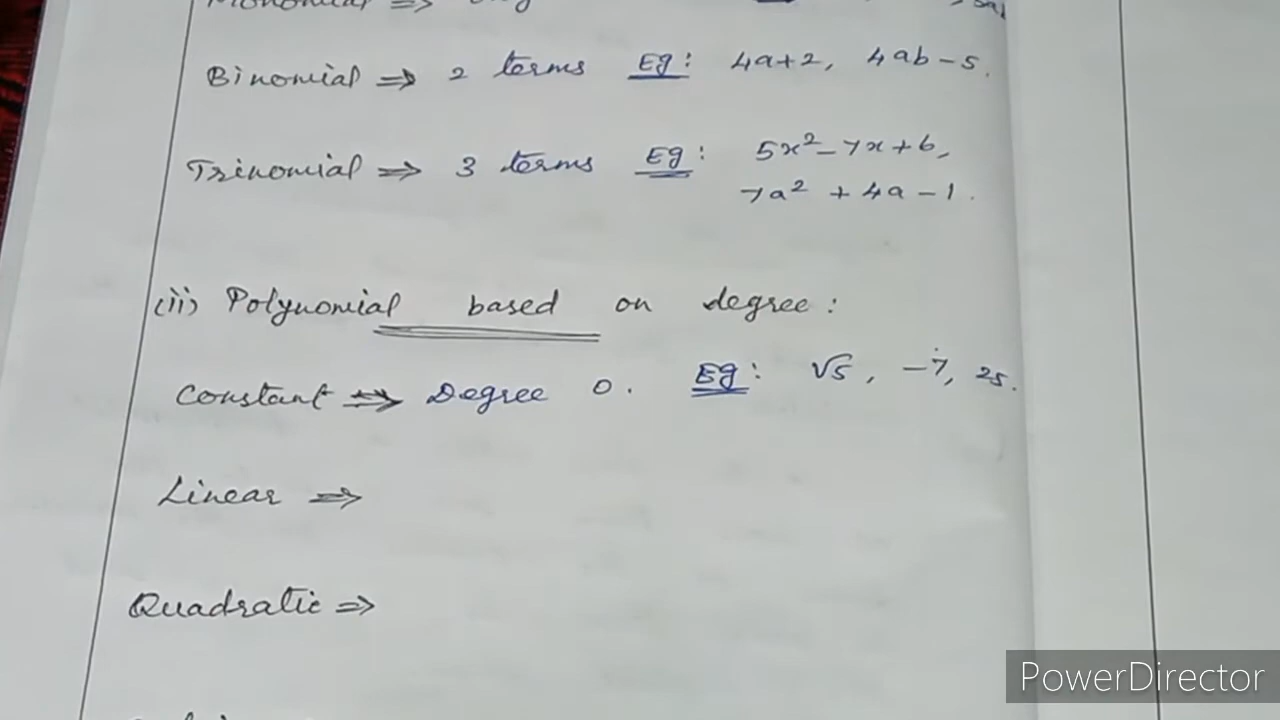 Monomial ⇒
Binomial ⇒ 2 terms Eg: 4a+2, 4ab-5.
Trinomial ⇒ 3 terms Eg: 5x²-7x+6,
7a² + 4a -1.
(ii) Polynomial based on degree:
Constant ⇒ Degree 0. Eg: √5, -7, 25.
Linear ⇒
Quadratic ⇒
PowerDirector